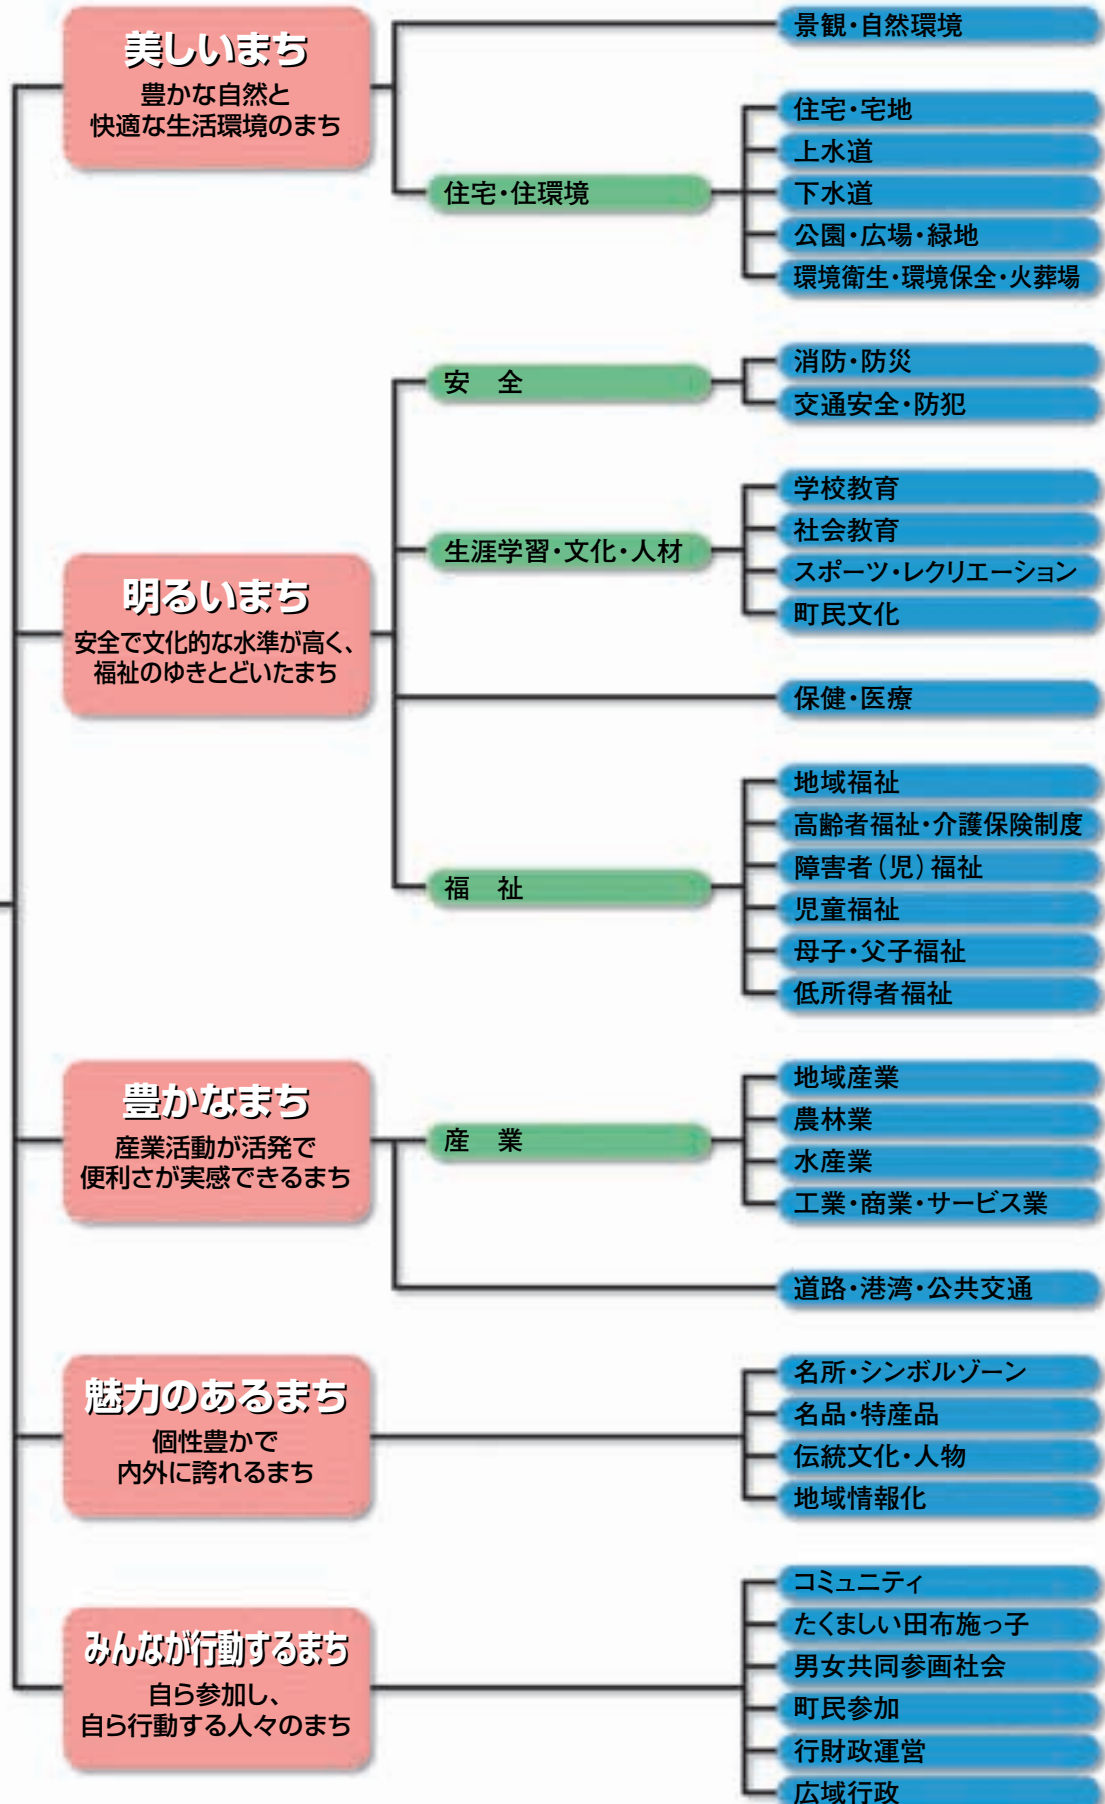 美しいまち
豊かな自然と
快適な生活環境のまち
景観・自然環境
住宅・住環境
住宅・宅地
上水道
下水道
公園・広場・緑地
環境衛生・環境保全・火葬場
明るいまち
安全で文化的な水準が高く、
福祉のゆきとどいたまち
安　全
消防・防災
交通安全・防犯
生涯学習・文化・人材
学校教育
社会教育
スポーツ・レクリエーション
町民文化
保健・医療
福　祉
地域福祉
高齢者福祉・介護保険制度
障害者(児)福祉
児童福祉
母子・父子福祉
低所得者福祉
豊かなまち
産業活動が活発で
便利さが実感できるまち
産　業
地域産業
農林業
水産業
工業・商業・サービス業
道路・港湾・公共交通
魅力のあるまち
個性豊かで
内外に誇れるまち
名所・シンボルゾーン
名品・特産品
伝統文化・人物
地域情報化
みんなが行動するまち
自ら参加し、
自ら行動する人々のまち
コミュニティ
たくましい田布施っ子
男女共同参画社会
町民参加
行財政運営
広域行政